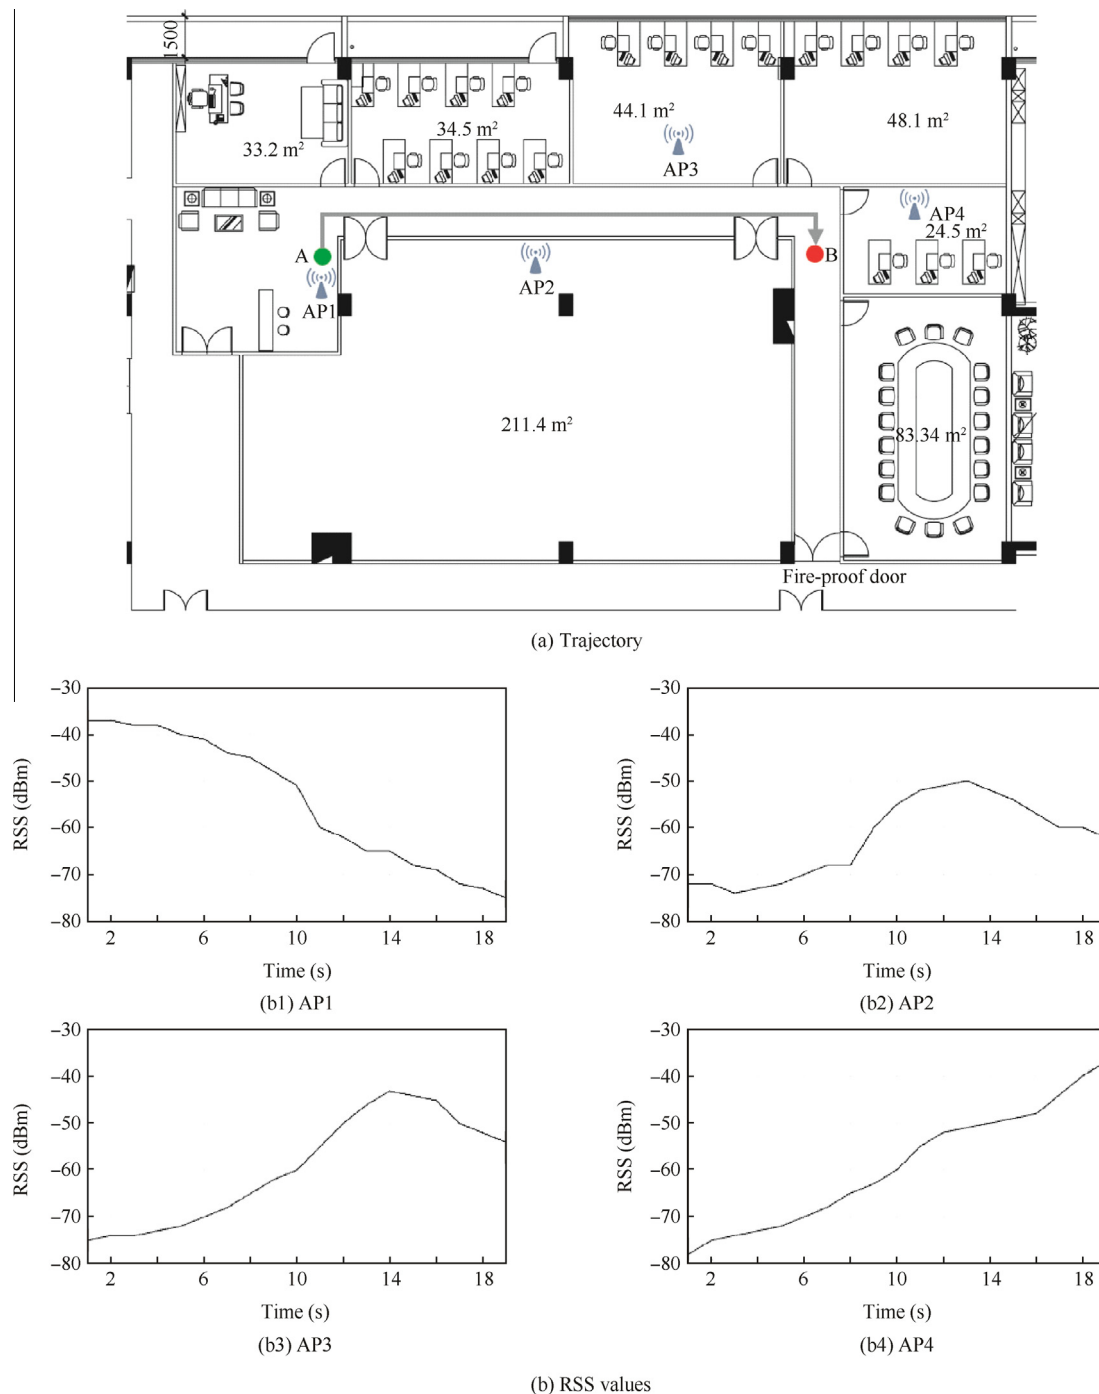 1500
44.1 m²
48.1 m²
34.5 m²
33.2 m²
AP3
AP4
24.5 m²
A
B
AP2
AP1
211.4 m²
83.34 m²
Fire-proof door
(a) Trajectory
−30
−40
−50
−60
−70
−80
RSS (dBm)
2 6 10 14 18
Time (s)
(b1) AP1
−30
−40
−50
−60
−70
−80
RSS (dBm)
2 6 10 14 18
Time (s)
(b2) AP2
−30
−40
−50
−60
−70
−80
RSS (dBm)
2 6 10 14 18
Time (s)
(b3) AP3
−30
−40
−50
−60
−70
−80
RSS (dBm)
2 6 10 14 18
Time (s)
(b4) AP4
(b) RSS values